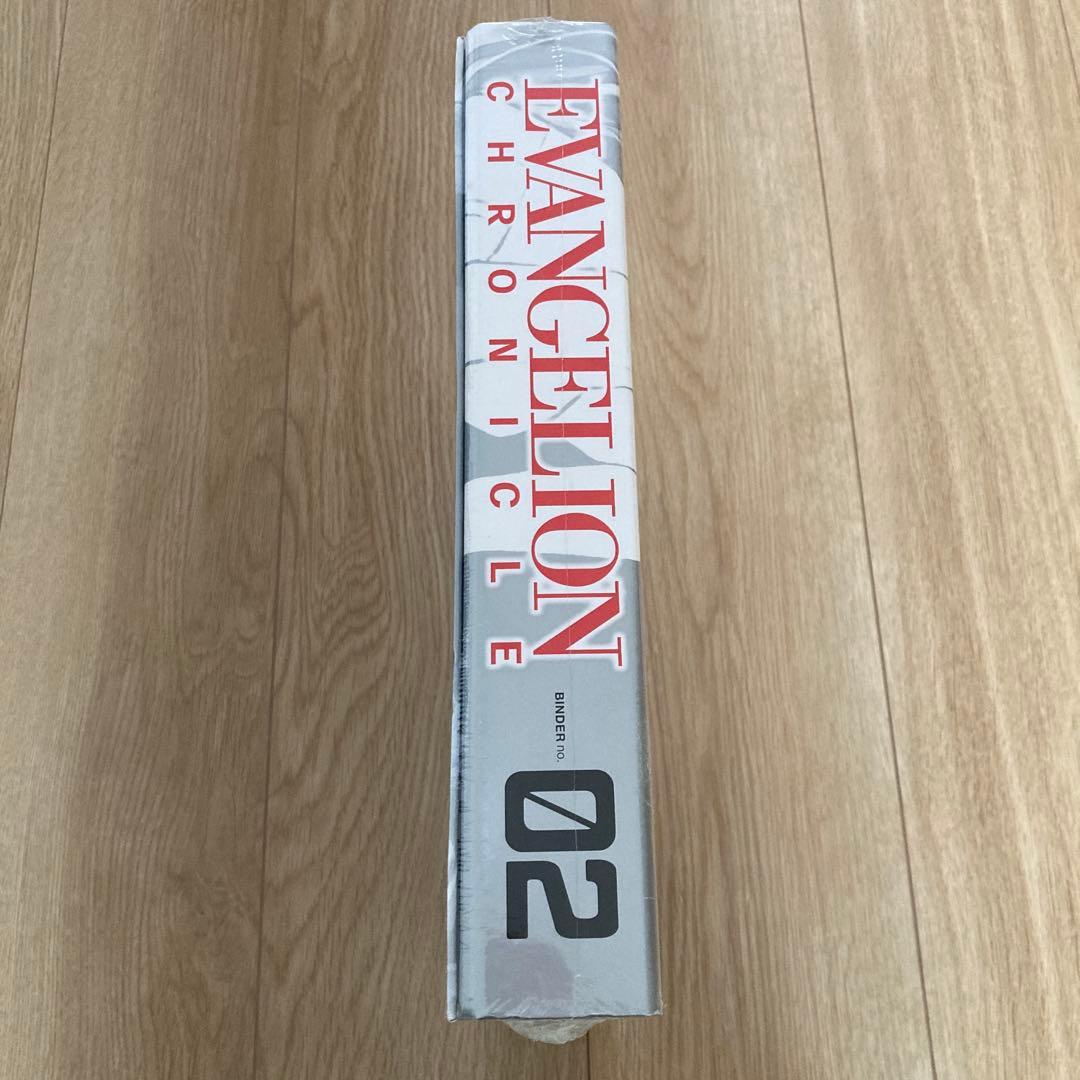 EVANGELION
CHRONICLE
BINDER no.
02